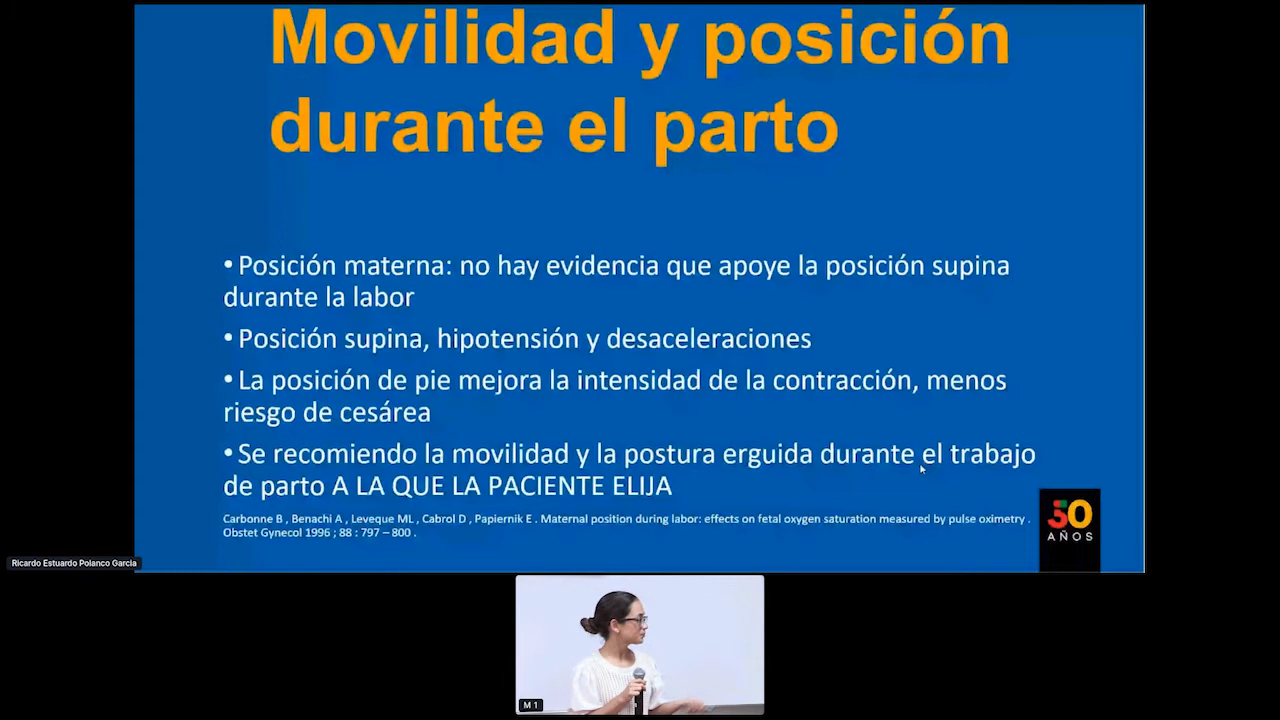 Movilidad y posición
durante el parto
• Posición materna: no hay evidencia que apoye la posición supina
durante la labor
• Posición supina, hipotensión y desaceleraciones
• La posición de pie mejora la intensidad de la contracción, menos
riesgo de cesárea
• Se recomiendo la movilidad y la postura erguida durante el trabajo
de parto A LA QUE LA PACIENTE ELIJA
Carbonne B , Benachi A , Leveque ML , Cabrol D , Papiernik E . Maternal position during labor: effects on fetal oxygen saturation measured by pulse oximetry .
Obstet Gynecol 1996 ; 88 : 797 – 800 .
50
AÑOS
Ricardo Estuardo Polanco Garcia
M 1